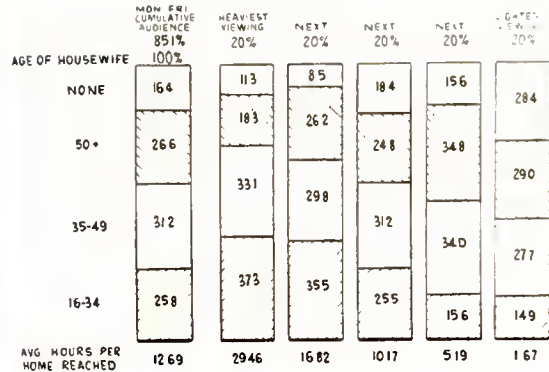 MON FRI CUMULATIVE AUDIENCE 851% 100%
HEAVIEST VIEWING 20%
NEXT 20%
NEXT 20%
NEXT 20%
20%
AGE OF HOUSEWIFE
NONE 164 113 85 184 156 284
50+ 266 183 262 248 348 290
35-49 312 331 298 312 340 277
16-34 258 373 355 255 156 149
AVG HOURS PER HOME REACHED 1269 2946 1682 1017 519 167